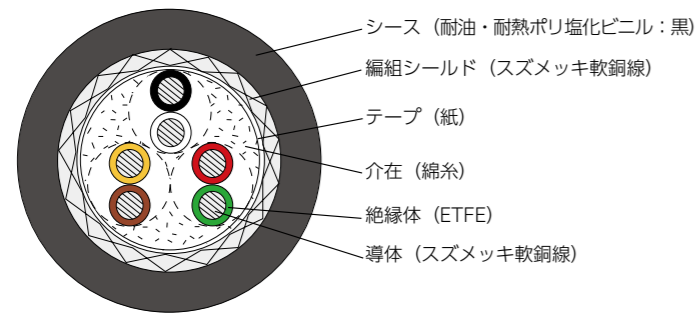 シース（耐油・耐熱ポリ塩化ビニル：黒）
編組シールド（スズメッキ軟銅線）
テープ（紙）
介在（綿糸）
絶縁体（ETFE）
導体（スズメッキ軟銅線）